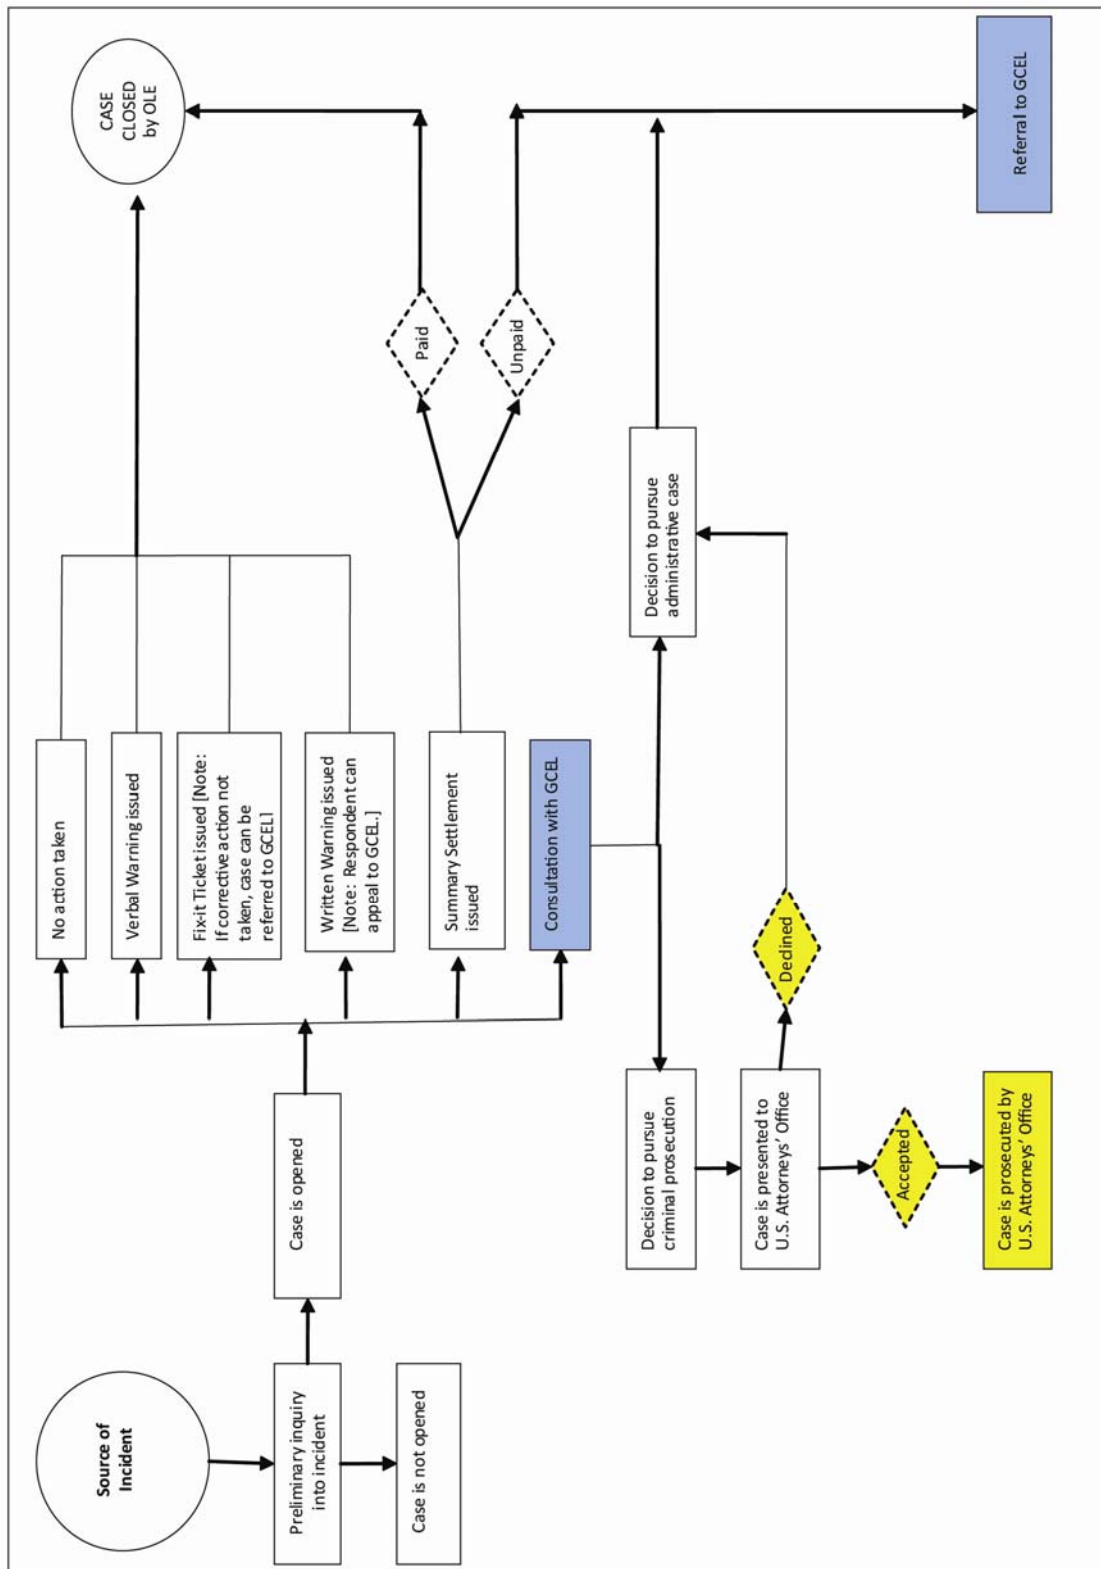 Source of
Incident
Preliminary inquiry
into incident
Case is not opened
Case is opened
No action taken
Verbal Warning issued
Fix-it Ticket issued [Note:
If corrective action not
taken, case can be
referred to GCEL]
Written Warning issued
[Note: Respondent can
appeal to GCEL.]
Summary Settlement
issued
Consultation with GCEL
Paid
Unpaid
CASE
CLOSED
by OLE
Decision to pursue
criminal prosecution
Case is presented to
U.S. Attorneys' Office
Accepted
Case is prosecuted by
U.S. Attorneys' Office
Declined
Decision to pursue
administrative case
Referral to GCEL